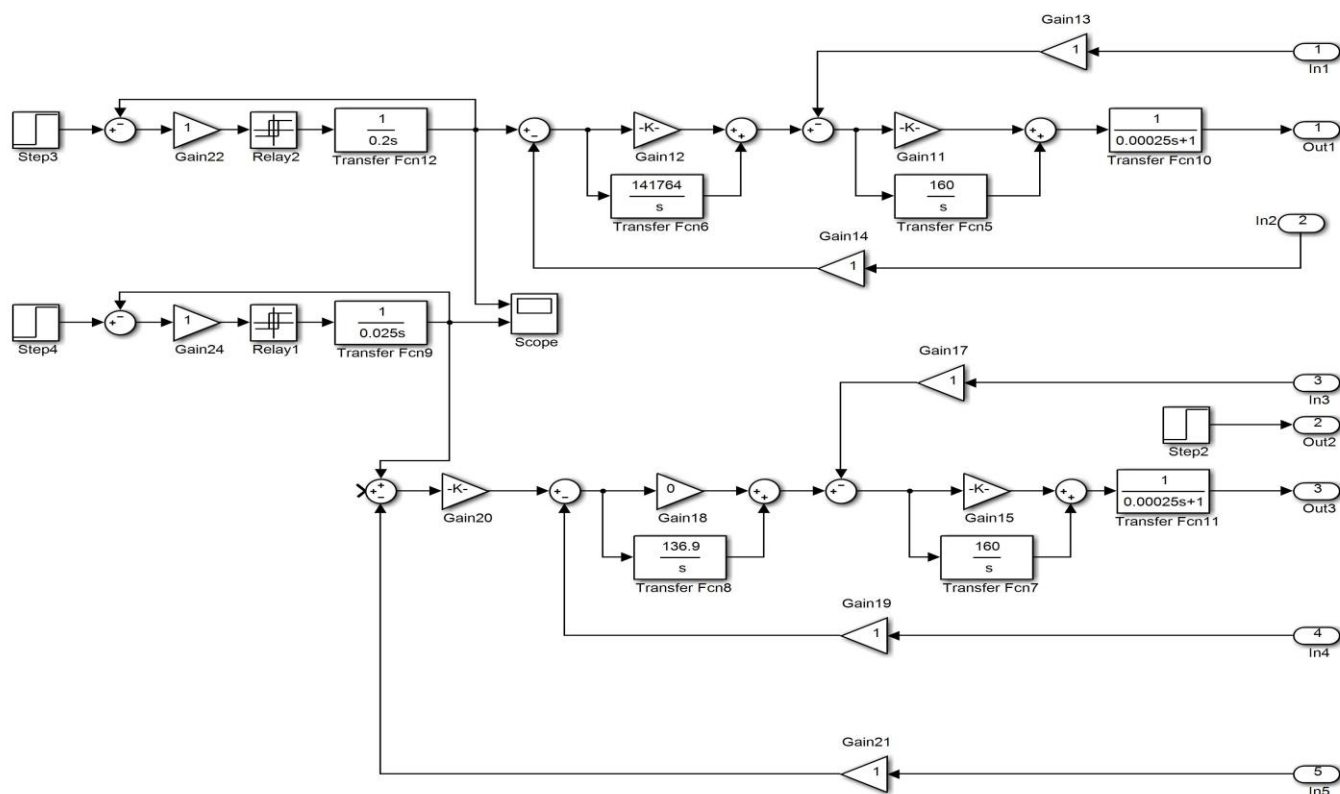 Gain13
1
1
In1
Step3
+
−
1
Gain22
Relay2
1
0.2s
Transfer Fcn12
+
−
-K-
Gain12
+
+
141764
s
Transfer Fcn6
+
−
-K-
Gain11
+
+
160
s
Transfer Fcn5
1
0.00025s+1
Transfer Fcn10
1
Out1
Gain14
1
In2
2
Step4
+
−
1
Gain24
Relay1
1
0.025s
Transfer Fcn9
Scope
Gain17
1
3
In3
Step2
2
Out2
+
+
−
-K-
Gain20
+
−
0
Gain18
+
+
136.9
s
Transfer Fcn8
+
−
-K-
Gain15
+
+
160
s
Transfer Fcn7
1
0.00025s+1
Transfer Fcn11
3
Out3
Gain19
1
4
In4
Gain21
1
5
In5